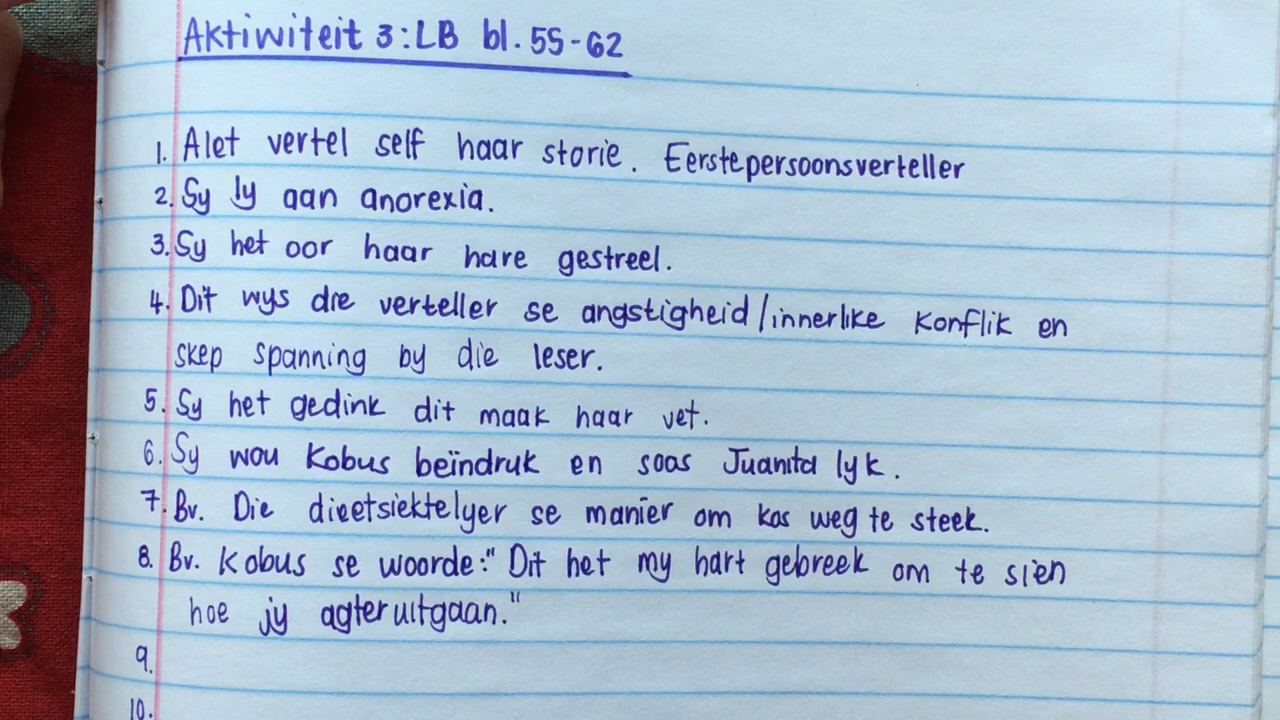 Aktiwiteit 3: LB bl. 55-62
1. Alet vertel self haar storie. Eerstepersoonsverteller
2. Sy ly aan anorexia.
3. Sy het oor haar hare gestreel.
4. Dit wys die verteller se angstigheid/innerlike konflik en
skep spanning by die leser.
5. Sy het gedink dit maak haar vet.
6. Sy wou Kobus beïndruk en soos Juanita lyk.
7. Bv. Die dieetsiektelyer se manier om kos weg te steek.
8. Bv. Kobus se woorde:" Dit het my hart gebreek om te sien
hoe jy agteruitgaan."
9.
10.